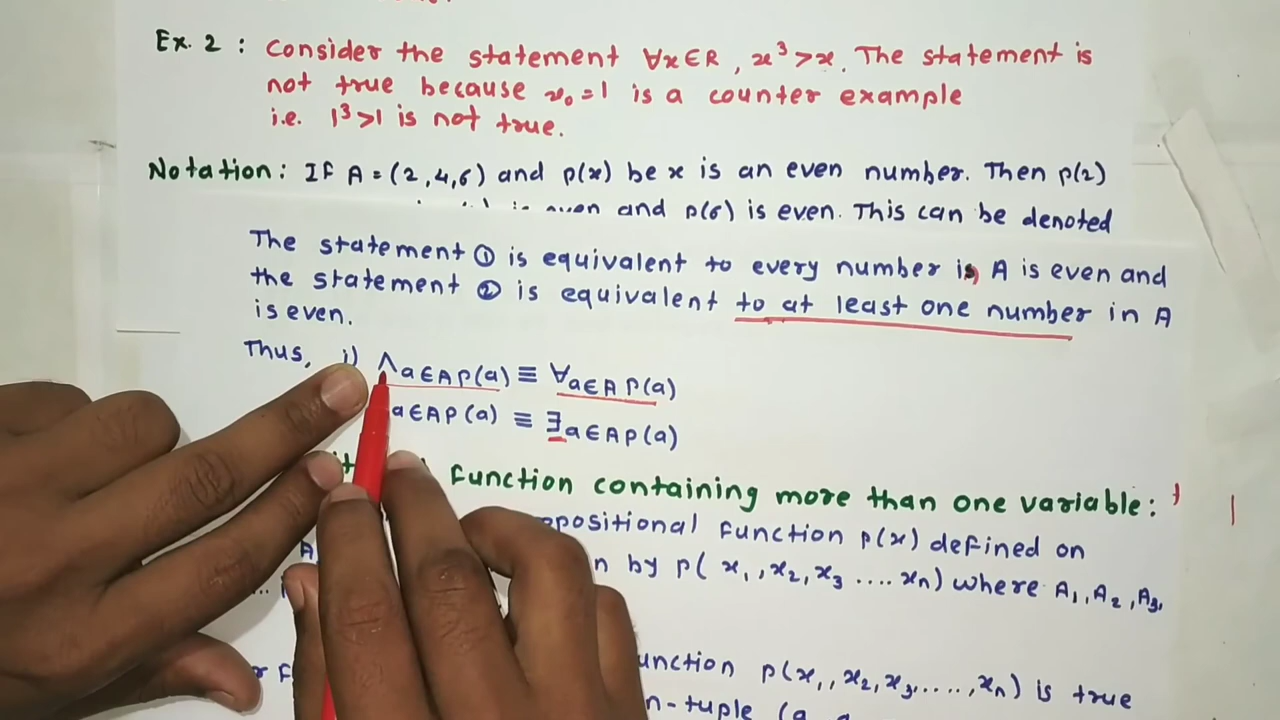 Ex. 2 : Consider the statement ∀x∈R, x³>x. The statement is
not true because x₀=1 is a counter example
i.e. 1³>1 is not true.
Notation: If A = (2,4,6) and p(x) be x is an even number. Then p(2)
and p(6) is even. This can be denoted
The statement ① is equivalent to every number is A is even and
the statement ② is equivalent to at least one number in A
is even.
Thus, i) ∧a∈A p(a) ≡ ∀a∈A p(a)
a∈A p(a) ≡ ∃a∈A p(a)
function containing more than one variable:
function p(x) defined on
by p( x₁,x₂,x₃ .... xₙ) where A₁,A₂,A₃,
p(x₁,x₂,x₃.....,xₙ) is true
n-tuple